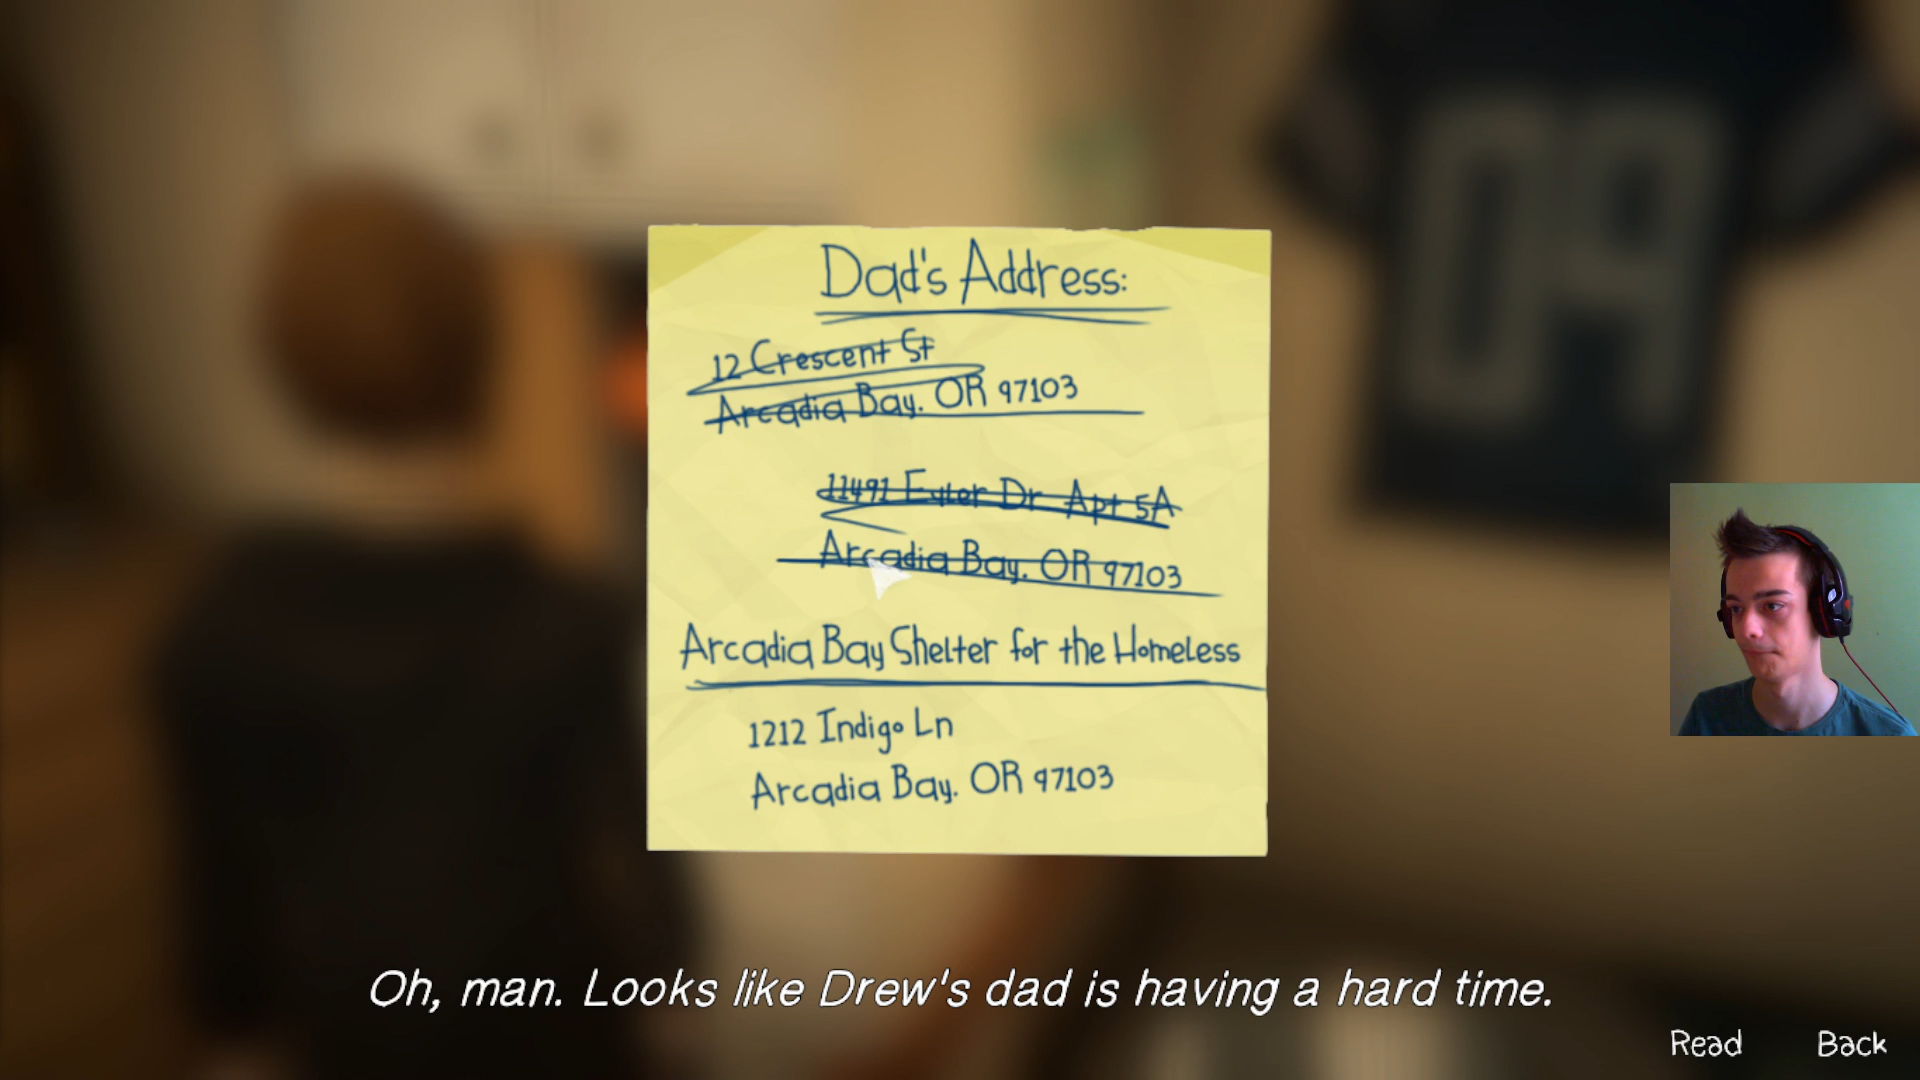 Dad's Address:
12 Crescent St
Arcadia Bay. OR 97103
11491 Dr Apt 5A
Arcadia Bay. OR 97103
Arcadia Bay Shelter for the Homeless
1212 Indigo Ln
Arcadia Bay. OR 97103
09
Oh, man. Looks like Drew's dad is having a hard time.
Read Back